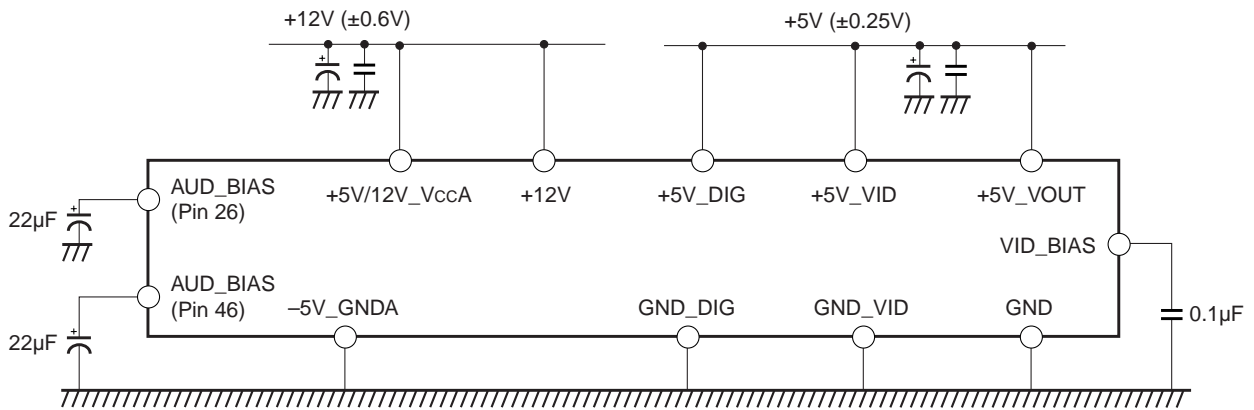 +12V (±0.6V)
+5V (±0.25V)
+
+
+5V/12V_VCCA
+12V
+5V_DIG
+5V_VID
+5V_VOUT
AUD_BIAS
(Pin 26)
+
22µF
VID_BIAS
AUD_BIAS
(Pin 46)
–5V_GNDA
GND_DIG
GND_VID
GND
+
22µF
0.1µF